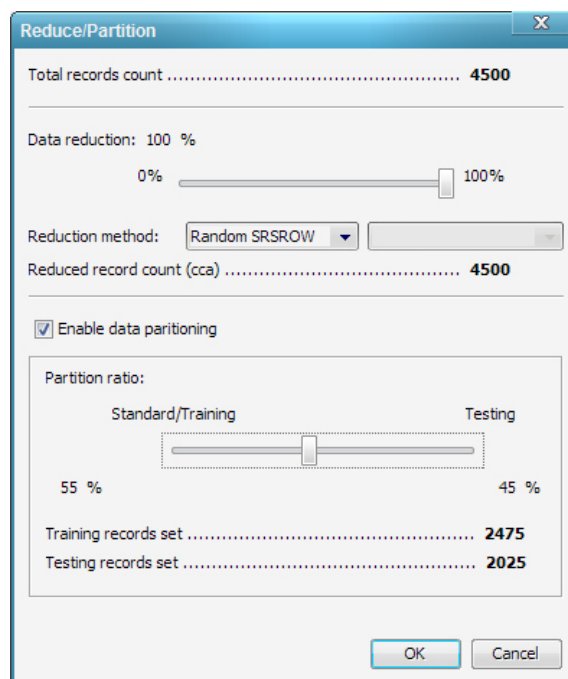 Reduce/Partition
Total records count .................................................. 4500
Data reduction: 100 %
0% 100%
Reduction method: Random SRSROW
Reduced record count (cca) ........................................ 4500
Enable data paritioning
Partition ratio:
Standard/Training Testing
55 % 45 %
Training records set ................................................. 2475
Testing records set .................................................. 2025
OK Cancel